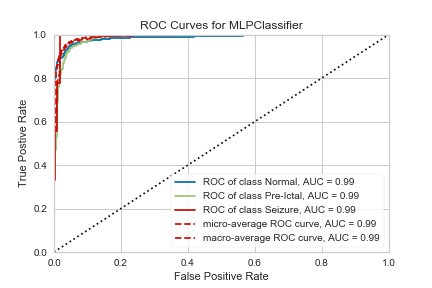 ROC Curves for MLPClassifier
True Postive Rate
1.0
0.8
0.6
0.4
0.2
0.0
ROC of class Normal, AUC = 0.99
ROC of class Pre-Ictal, AUC = 0.99
ROC of class Seizure, AUC = 0.99
micro-average ROC curve, AUC = 0.99
macro-average ROC curve, AUC = 0.99
0.0 0.2 0.4 0.6 0.8 1.0
False Positive Rate